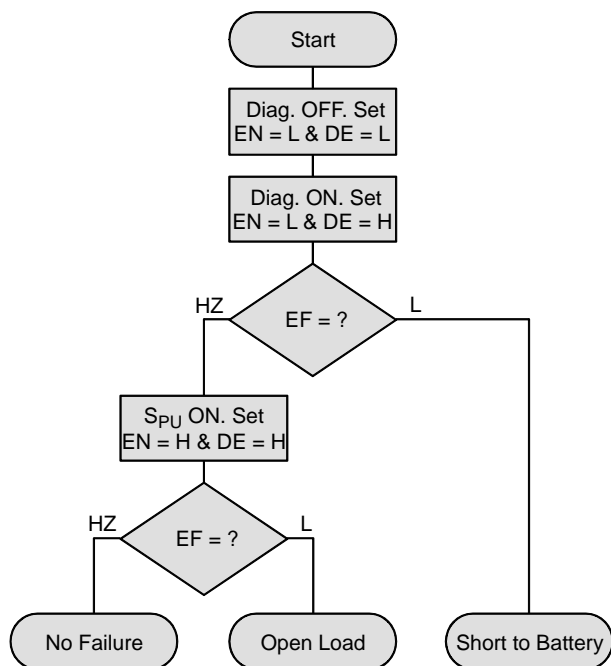 Start
Diag. OFF. Set
EN = L & DE = L
Diag. ON. Set
EN = L & DE = H
HZ
L
EF = ?
SPU ON. Set
EN = H & DE = H
HZ
L
EF = ?
No Failure
Open Load
Short to Battery